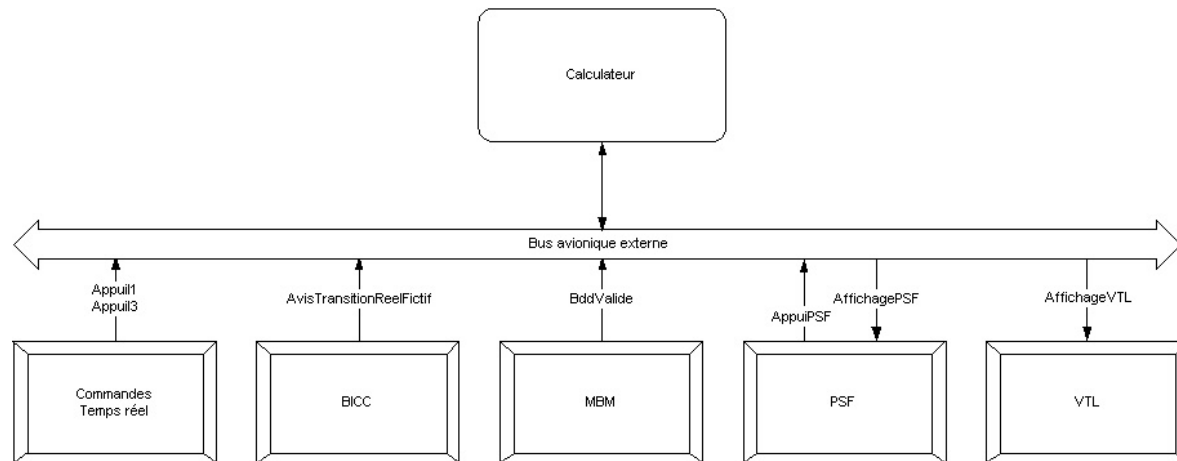 Calculateur
Bus avionique externe
Appuil1
Appuil3
AvisTransitionReelFictif
BddValide
AppuiPSF
AffichagePSF
AffichageVTL
Commandes
Temps réel
BICC
MBM
PSF
VTL